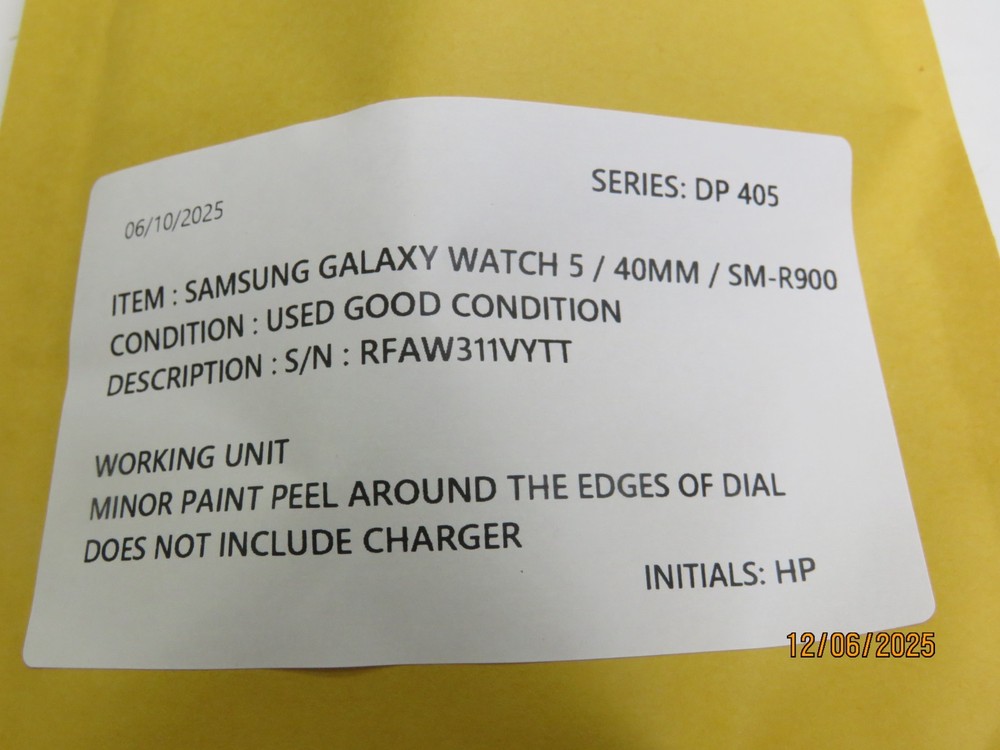 SERIES: DP 405
06/10/2025
ITEM : SAMSUNG GALAXY WATCH 5 / 40MM / SM-R900
CONDITION : USED GOOD CONDITION
DESCRIPTION : S/N : RFAW311VYTT
WORKING UNIT
MINOR PAINT PEEL AROUND THE EDGES OF DIAL
DOES NOT INCLUDE CHARGER
INITIALS: HP
12/06/2025